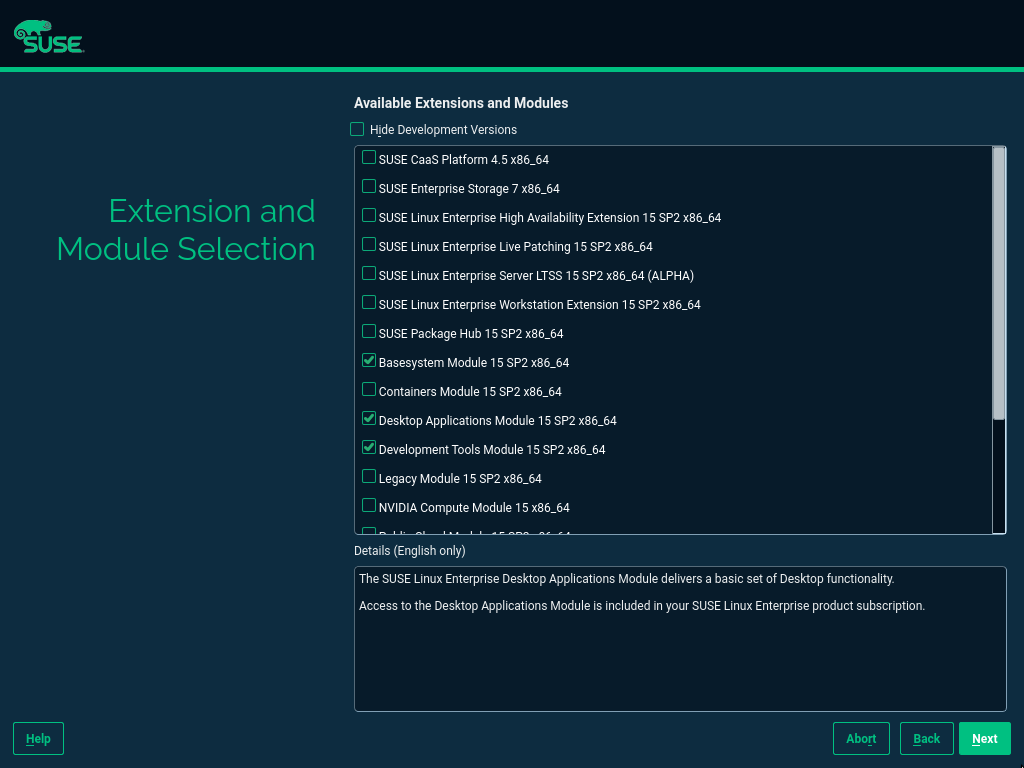 SUSE
Available Extensions and Modules
Hide Development Versions
Extension and
Module Selection
SUSE CaaS Platform 4.5 x86_64
SUSE Enterprise Storage 7 x86_64
SUSE Linux Enterprise High Availability Extension 15 SP2 x86_64
SUSE Linux Enterprise Live Patching 15 SP2 x86_64
SUSE Linux Enterprise Server LTSS 15 SP2 x86_64 (ALPHA)
SUSE Linux Enterprise Workstation Extension 15 SP2 x86_64
SUSE Package Hub 15 SP2 x86_64
Basesystem Module 15 SP2 x86_64
Containers Module 15 SP2 x86_64
Desktop Applications Module 15 SP2 x86_64
Development Tools Module 15 SP2 x86_64
Legacy Module 15 SP2 x86_64
NVIDIA Compute Module 15 x86_64
Public Cloud Module 15 SP2 x86_64
Details (English only)
The SUSE Linux Enterprise Desktop Applications Module delivers a basic set of Desktop functionality.
Access to the Desktop Applications Module is included in your SUSE Linux Enterprise product subscription.
Help
Abort
Back
Next